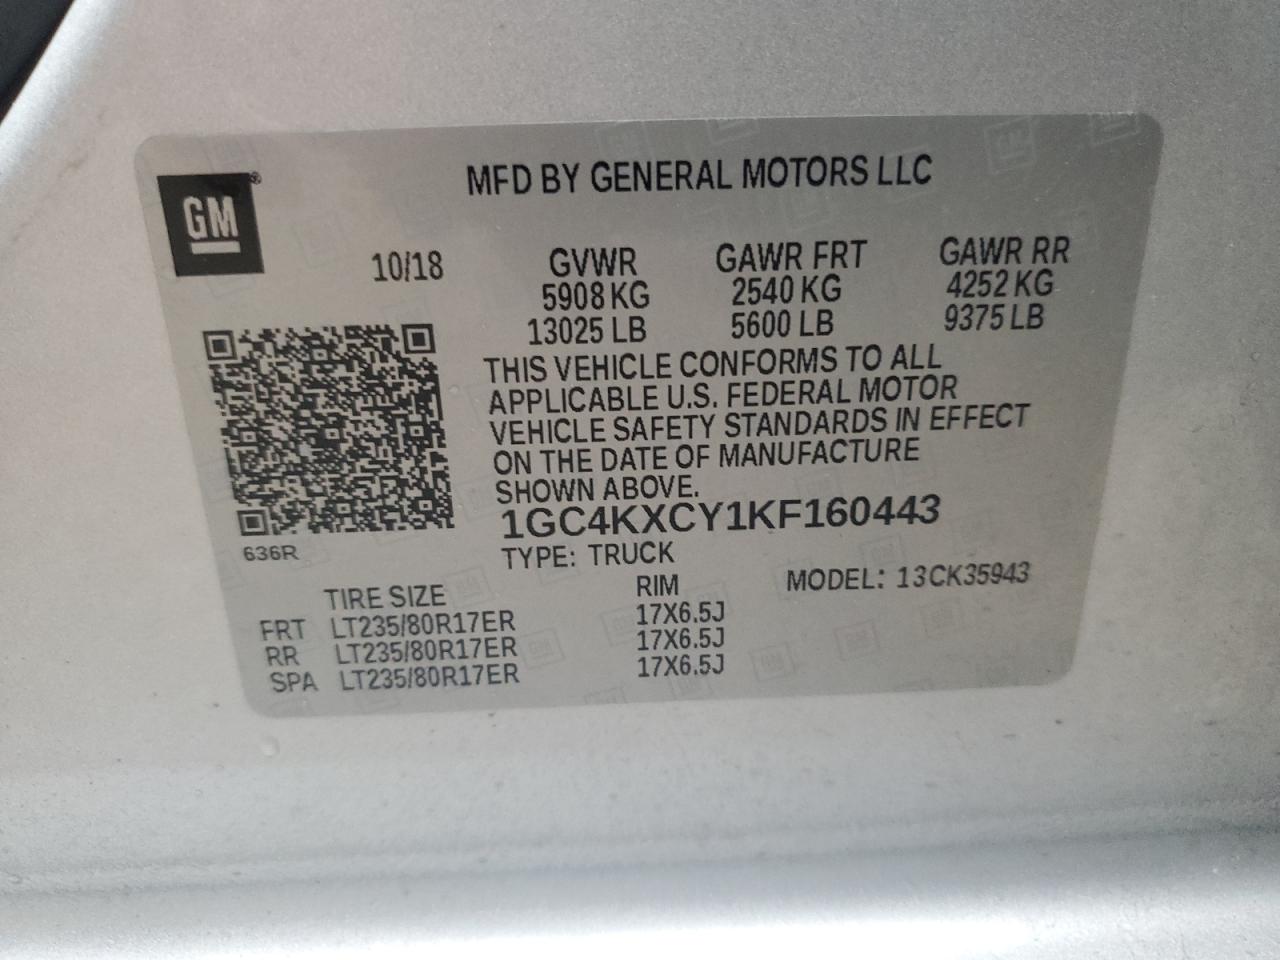 GM®
MFD BY GENERAL MOTORS LLC
10/18
GVWR GAWR FRT GAWR RR
5908 KG 2540 KG 4252 KG
13025 LB 5600 LB 9375 LB
THIS VEHICLE CONFORMS TO ALL
APPLICABLE U.S. FEDERAL MOTOR
VEHICLE SAFETY STANDARDS IN EFFECT
ON THE DATE OF MANUFACTURE
SHOWN ABOVE.
1GC4KXCY1KF160443
636R
TYPE: TRUCK
MODEL: 13CK35943
TIRE SIZE RIM
FRT LT235/80R17ER 17X6.5J
RR LT235/80R17ER 17X6.5J
SPA LT235/80R17ER 17X6.5J